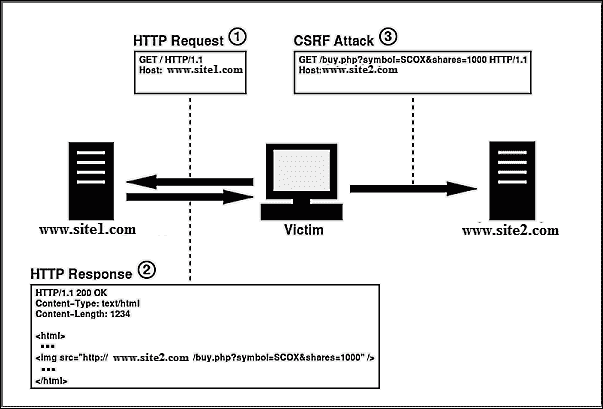 HTTP Request 1
GET / HTTP/1.1
Host: www.site1.com
CSRF Attack 3
GET /buy.php?symbol=SCOX&shares=1000 HTTP/1.1
Host:www.site2.com
www.site1.com
Victim
www.site2.com
HTTP Response 2
HTTP/1.1 200 OK
Content-Type: text/html
Content-Length: 1234
<html>
...
<img src="http:// www.site2.com /buy.php?symbol=SCOX&shares=1000" />
...
</html>